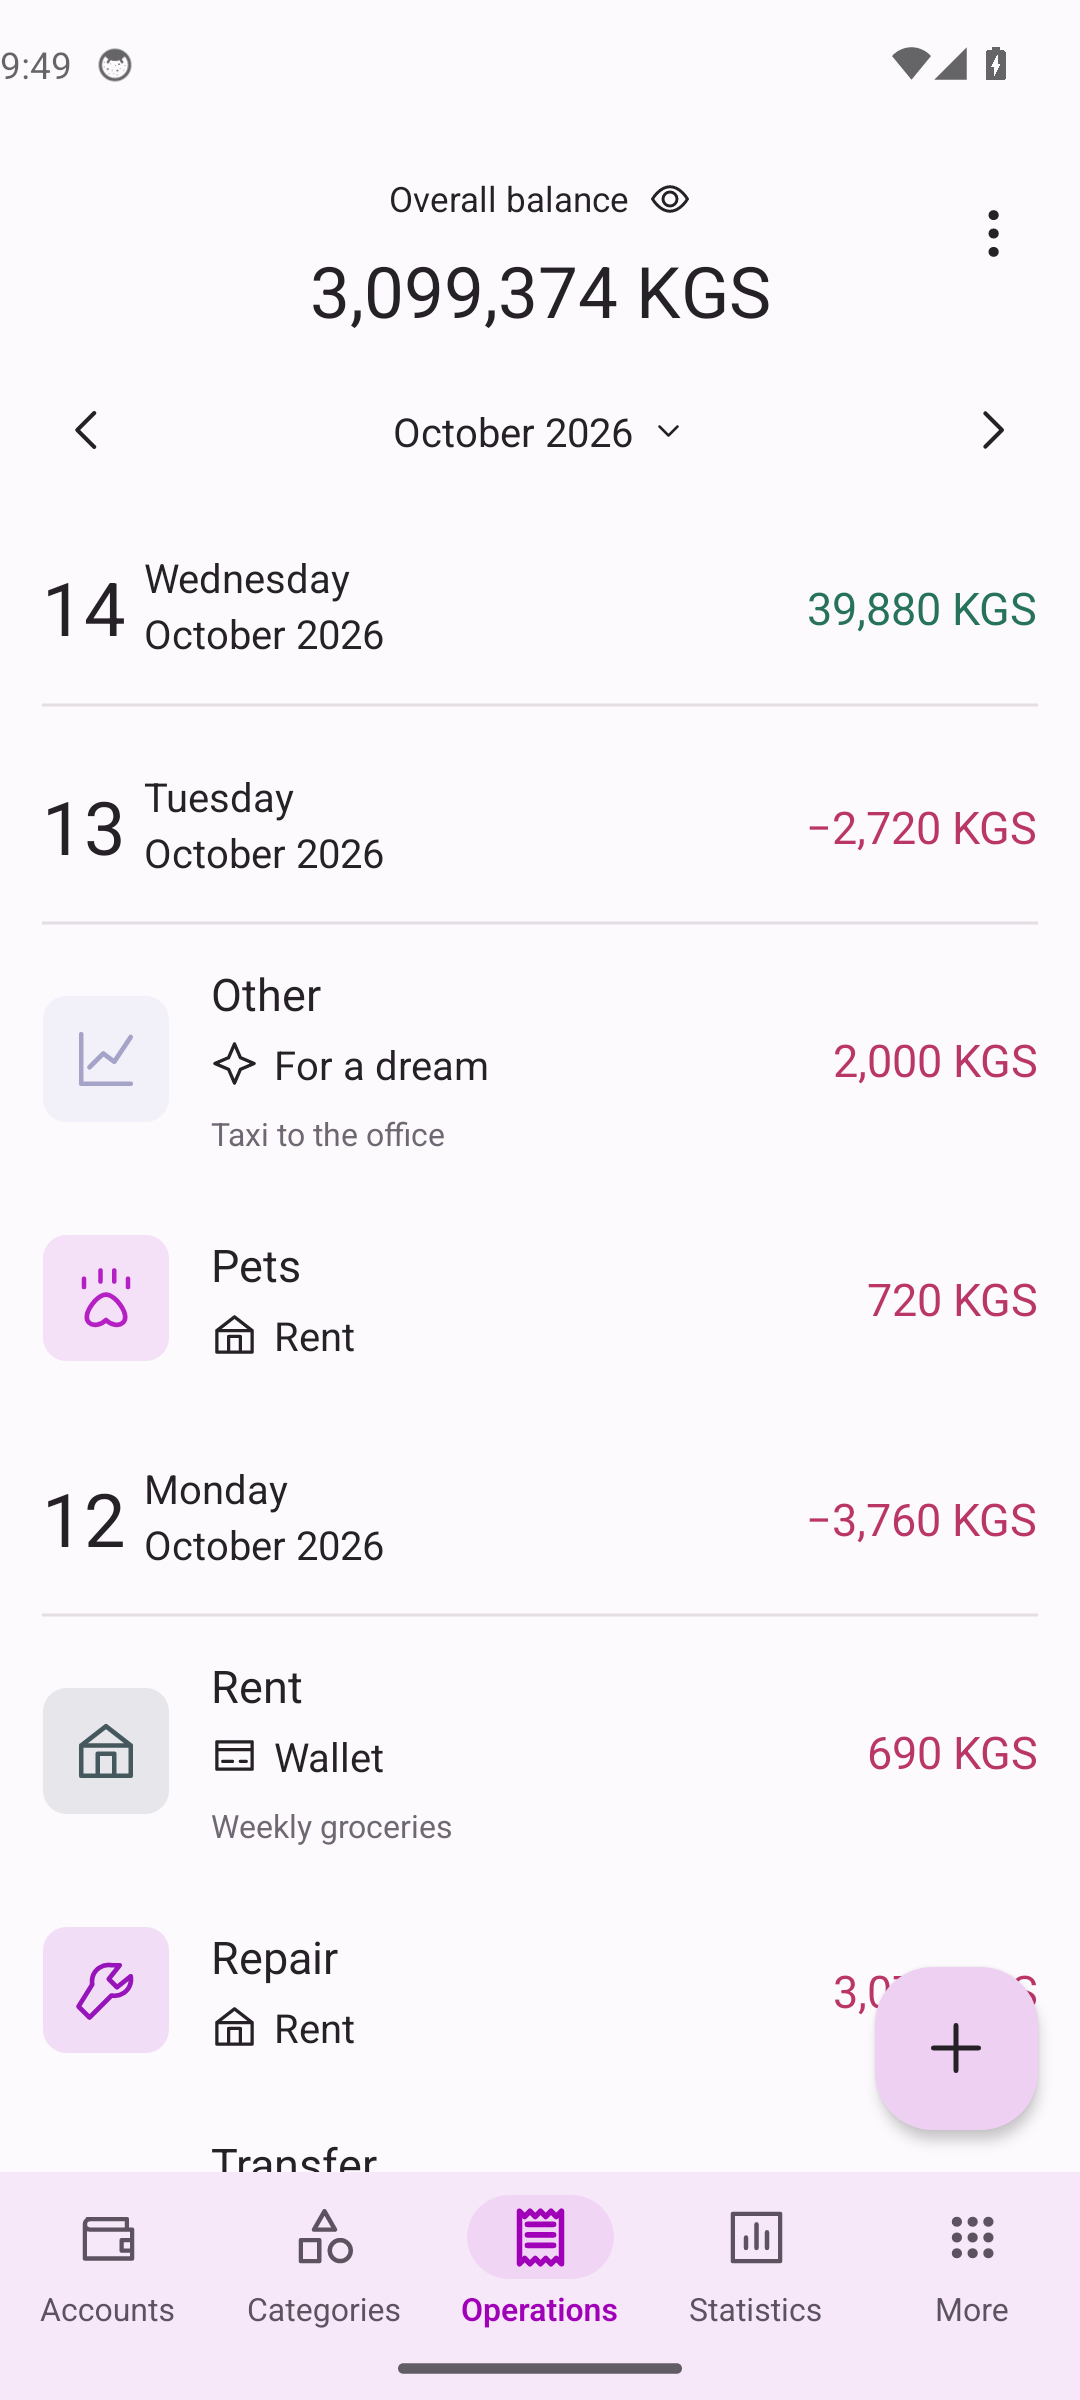 9:49
Overall balance
3,099,374 KGS
October 2026
14
Wednesday
October 2026
39,880 KGS
13
Tuesday
October 2026
−2,720 KGS
Other
For a dream
2,000 KGS
Taxi to the office
Pets
720 KGS
Rent
12
Monday
October 2026
−3,760 KGS
Rent
Wallet
690 KGS
Weekly groceries
Repair
Rent
Transfer
Accounts
Categories
Operations
Statistics
More